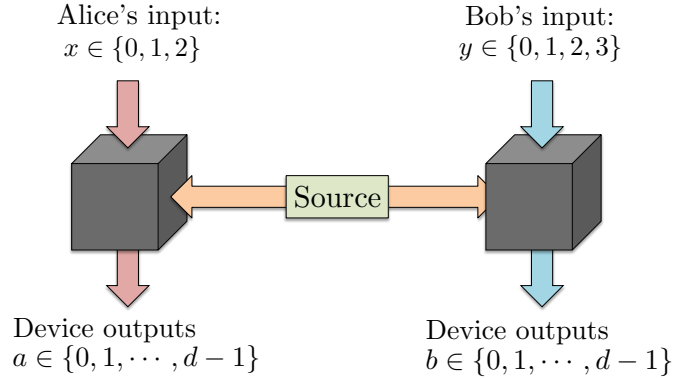 Alice's input:
x ∈ {0, 1, 2}
Bob's input:
y ∈ {0, 1, 2, 3}
Source
Device outputs
a ∈ {0, 1, ⋯ , d − 1}
Device outputs
b ∈ {0, 1, ⋯ , d − 1}